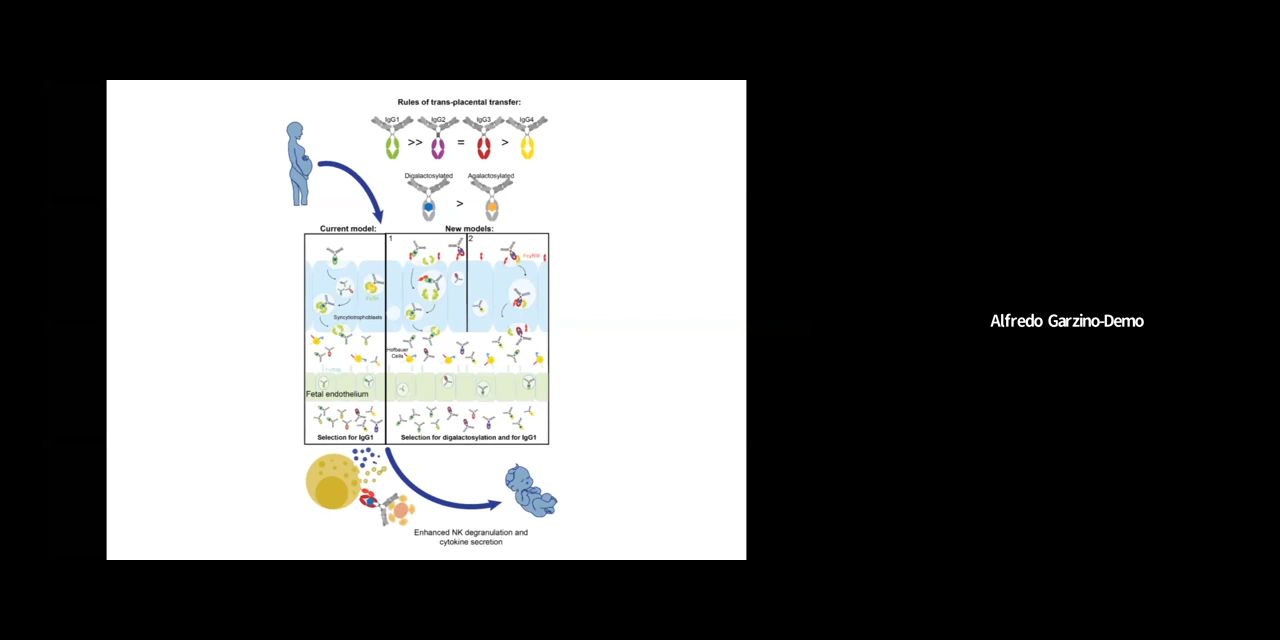 Rules of trans-placental transfer:
IgG1 IgG2 IgG3 IgG4
>> = >
Digalactosylated Agalactosylated
>
Current model: New models:
1 2
FcγRIII
FcRn
Syncytiotrophoblasts
Hofbauer
Cells
Fetal endothelium
Selection for IgG1
Selection for digalactosylation and for IgG1
Enhanced NK degranulation and
cytokine secretion
Alfredo Garzino-Demo